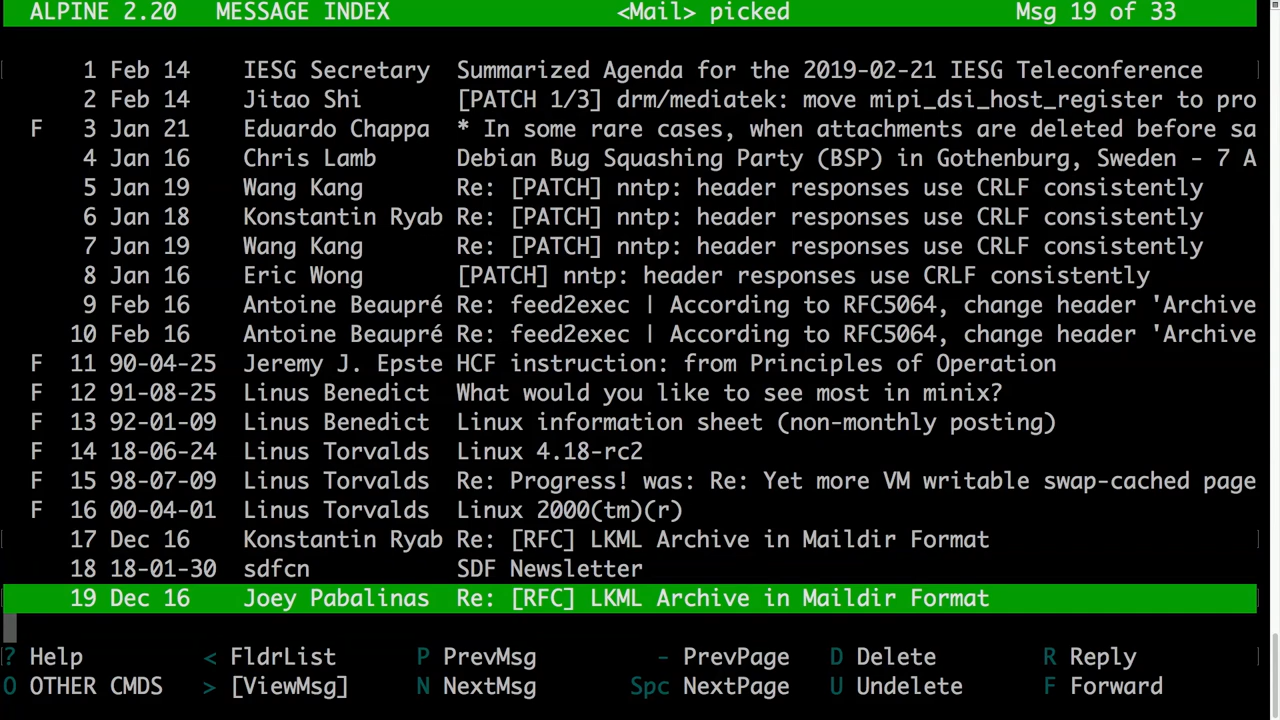 ALPINE 2.20 MESSAGE INDEX <Mail> picked Msg 19 of 33
1 Feb 14 IESG Secretary Summarized Agenda for the 2019-02-21 IESG Teleconference
2 Feb 14 Jitao Shi [PATCH 1/3] drm/mediatek: move mipi_dsi_host_register to pro
F 3 Jan 21 Eduardo Chappa * In some rare cases, when attachments are deleted before sa
4 Jan 16 Chris Lamb Debian Bug Squashing Party (BSP) in Gothenburg, Sweden - 7 A
5 Jan 19 Wang Kang Re: [PATCH] nntp: header responses use CRLF consistently
6 Jan 18 Konstantin Ryab Re: [PATCH] nntp: header responses use CRLF consistently
7 Jan 19 Wang Kang Re: [PATCH] nntp: header responses use CRLF consistently
8 Jan 16 Eric Wong [PATCH] nntp: header responses use CRLF consistently
9 Feb 16 Antoine Beaupré Re: feed2exec | According to RFC5064, change header 'Archive
10 Feb 16 Antoine Beaupré Re: feed2exec | According to RFC5064, change header 'Archive
F 11 90-04-25 Jeremy J. Epste HCF instruction: from Principles of Operation
F 12 91-08-25 Linus Benedict What would you like to see most in minix?
F 13 92-01-09 Linus Benedict Linux information sheet (non-monthly posting)
F 14 18-06-24 Linus Torvalds Linux 4.18-rc2
F 15 98-07-09 Linus Torvalds Re: Progress! was: Re: Yet more VM writable swap-cached page
F 16 00-04-01 Linus Torvalds Linux 2000(tm)(r)
17 Dec 16 Konstantin Ryab Re: [RFC] LKML Archive in Maildir Format
18 18-01-30 sdfcn SDF Newsletter
19 Dec 16 Joey Pabalinas Re: [RFC] LKML Archive in Maildir Format
? Help < FldrList P PrevMsg - PrevPage D Delete R Reply
O OTHER CMDS > [ViewMsg] N NextMsg Spc NextPage U Undelete F Forward